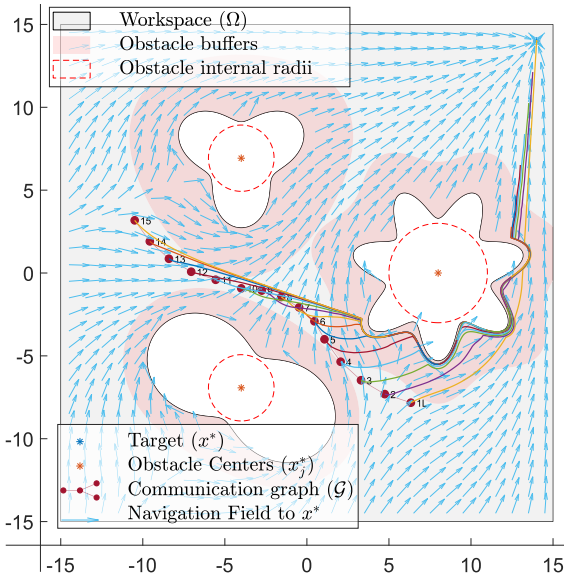 15
Workspace (Ω)
Obstacle buffers
Obstacle internal radii
10
5
15
14
13
12
11
10
0
7
6
5
4
3
2
1L
-5
-10
Target (x*)
Obstacle Centers (x*j)
Communication graph (𝒢)
Navigation Field to x*
-15
-15 -10 -5 0 5 10 15